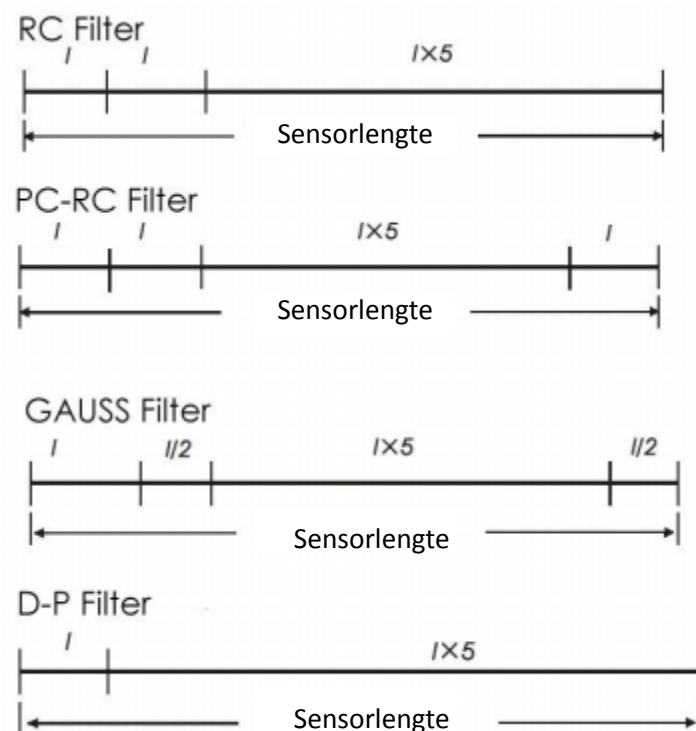 RC Filter
l l l×5
Sensorlengte
PC-RC Filter
l l l×5 l
Sensorlengte
GAUSS Filter
l l/2 l×5 l/2
Sensorlengte
D-P Filter
l l×5
Sensorlengte